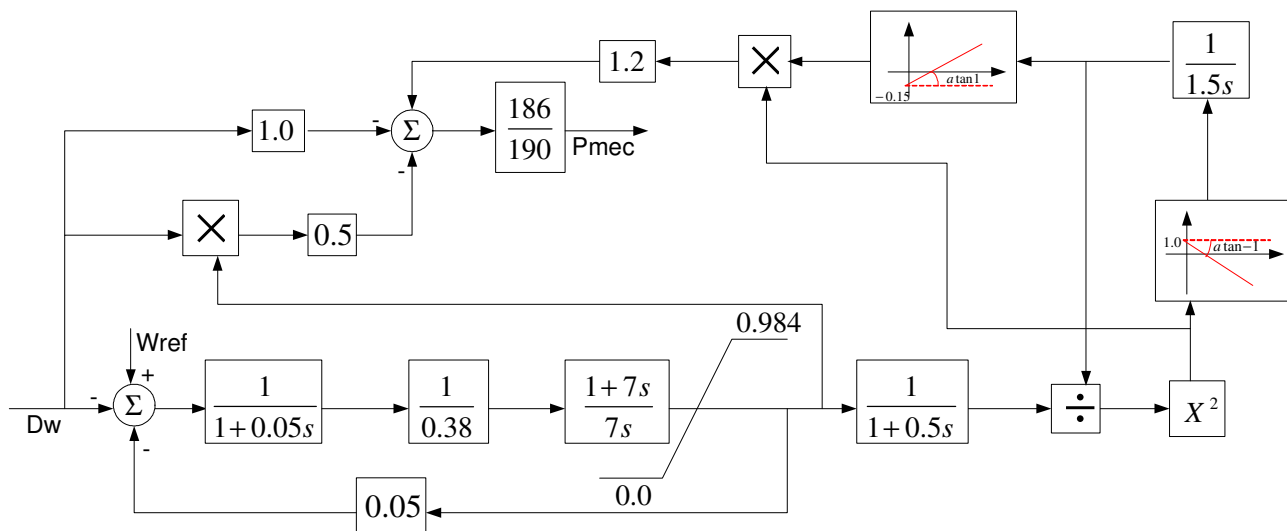 1.2
×
-0.15
a tan1
1
1.5s
-
1.0
Σ
186
190
Pmec
-
×
0.5
1.0
a tan-1
0.984
Wref
+
-
Dw
Σ
-
1
1+0.05s
1
0.38
1+7s
7s
0.0
1
1+0.5s
÷
X²
0.05